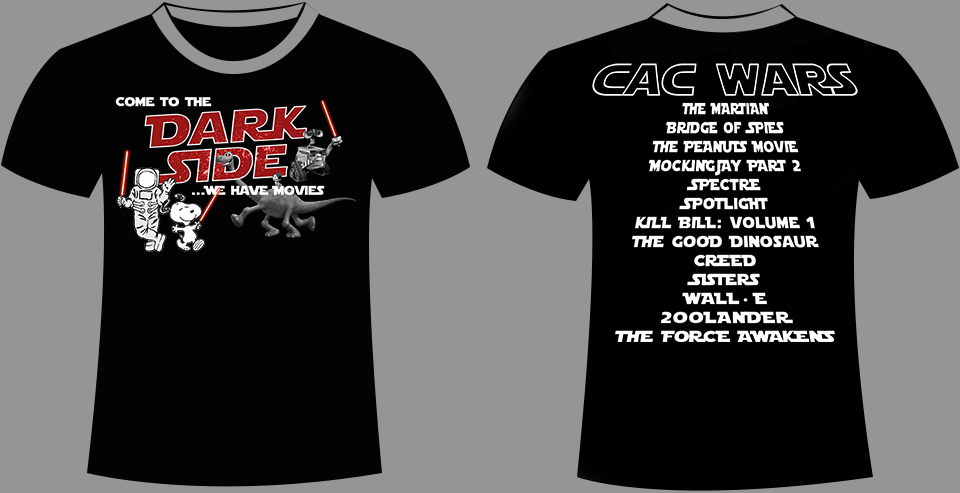 COME TO THE
DARK
SIDE
...WE HAVE MOVIES
CAC WARS
THE MARTIAN
BRIDGE OF SPIES
THE PEANUTS MOVIE
MOCKINGJAY PART 2
SPECTRE
SPOTLIGHT
KILL BILL: VOLUME 1
THE GOOD DINOSAUR
CREED
SISTERS
WALL·E
200LANDER
THE FORCE AWAKENS